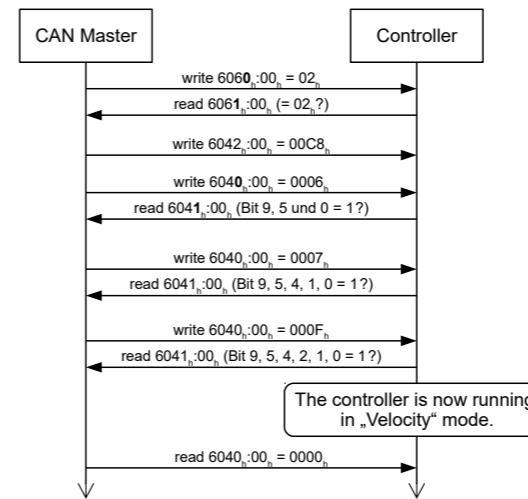 CAN Master
Controller
write 6060ₕ:00ₕ = 02ₕ
read 6061ₕ:00ₕ (= 02ₕ?)
write 6042ₕ:00ₕ = 00C8ₕ
write 6040ₕ:00ₕ = 0006ₕ
read 6041ₕ:00ₕ (Bit 9, 5 und 0 = 1?)
write 6040ₕ:00ₕ = 0007ₕ
read 6041ₕ:00ₕ (Bit 9, 5, 4, 1, 0 = 1?)
write 6040ₕ:00ₕ = 000Fₕ
read 6041ₕ:00ₕ (Bit 9, 5, 4, 2, 1, 0 = 1?)
The controller is now running
in „Velocity“ mode.
read 6040ₕ:00ₕ = 0000ₕ